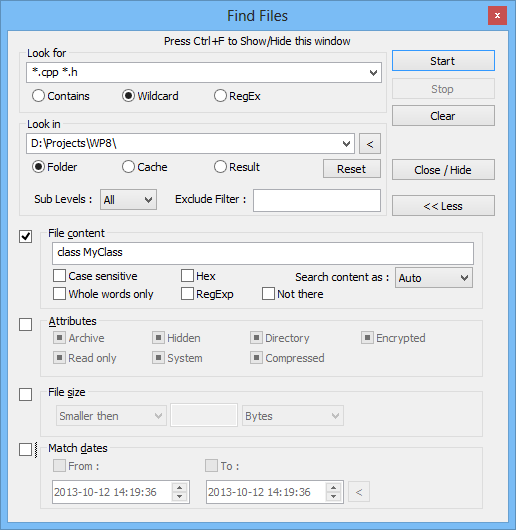 Find Files
Press Ctrl+F to Show/Hide this window
Look for
*.cpp *.h
Contains Wildcard RegEx
Start
Stop
Clear
Look in
D:\Projects\WP8\ <
Folder Cache Result Reset
Close / Hide
Sub Levels : All Exclude Filter :
<< Less
File content
class MyClass
Case sensitive Hex Search content as : Auto
Whole words only RegExp Not there
Attributes
Archive Hidden Directory Encrypted
Read only System Compressed
File size
Smaller then Bytes
Match dates
From : To :
2013-10-12 14:19:36 2013-10-12 14:19:36 <